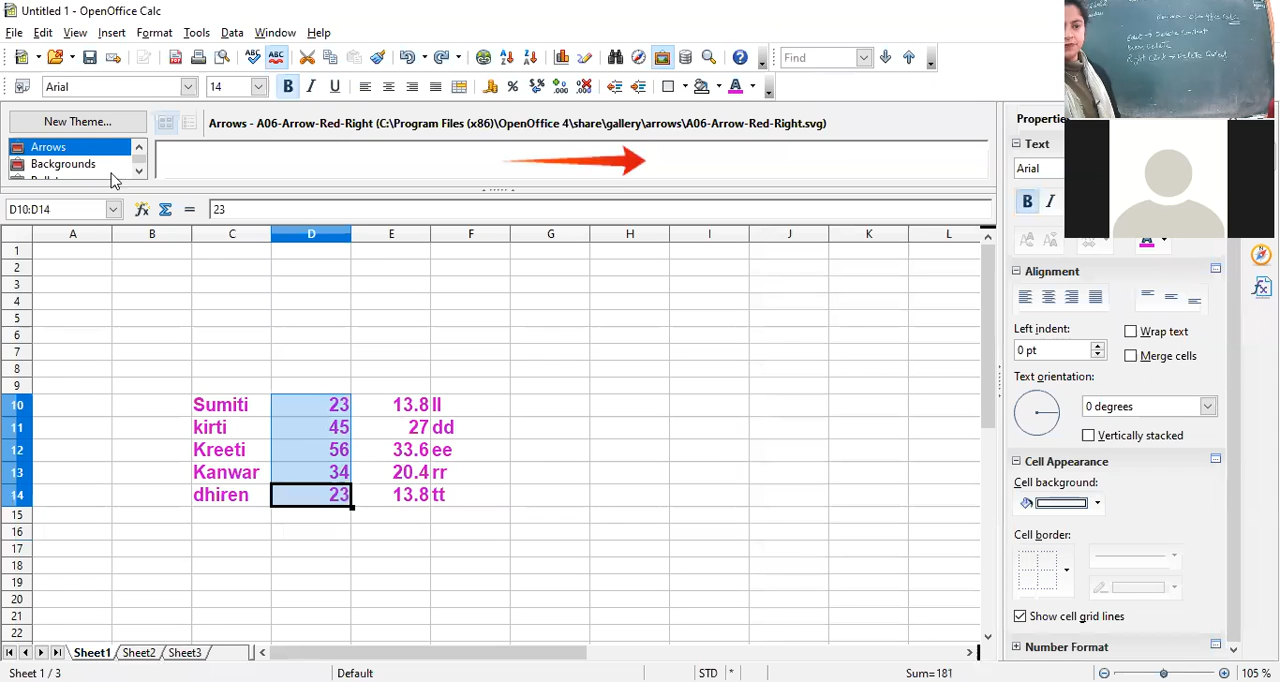 Untitled 1 - OpenOffice Calc
File Edit View Insert Format Tools Data Window Help
Find
Arial 14
New Theme...
Arrows - A06-Arrow-Red-Right (C:\Program Files (x86)\OpenOffice 4\share\gallery\arrows\A06-Arrow-Red-Right.svg)
Arrows
Backgrounds
D10:D14 23
A B C D E F G H I J K L
1
2
3
4
5
6
7
8
9
10 Sumiti 23 13.8 ll
11 kirti 45 27 dd
12 Kreeti 56 33.6 ee
13 Kanwar 34 20.4 rr
14 dhiren 23 13.8 tt
15
16
17
18
19
20
21
22
Sheet1 Sheet2 Sheet3
Sheet 1 / 3 Default STD * Sum=181 105 %
Text
Arial
B I
Alignment
Left indent:
0 pt
Wrap text
Merge cells
Text orientation:
0 degrees
Vertically stacked
Cell Appearance
Cell background:
Cell border:
Show cell grid lines
Number Format